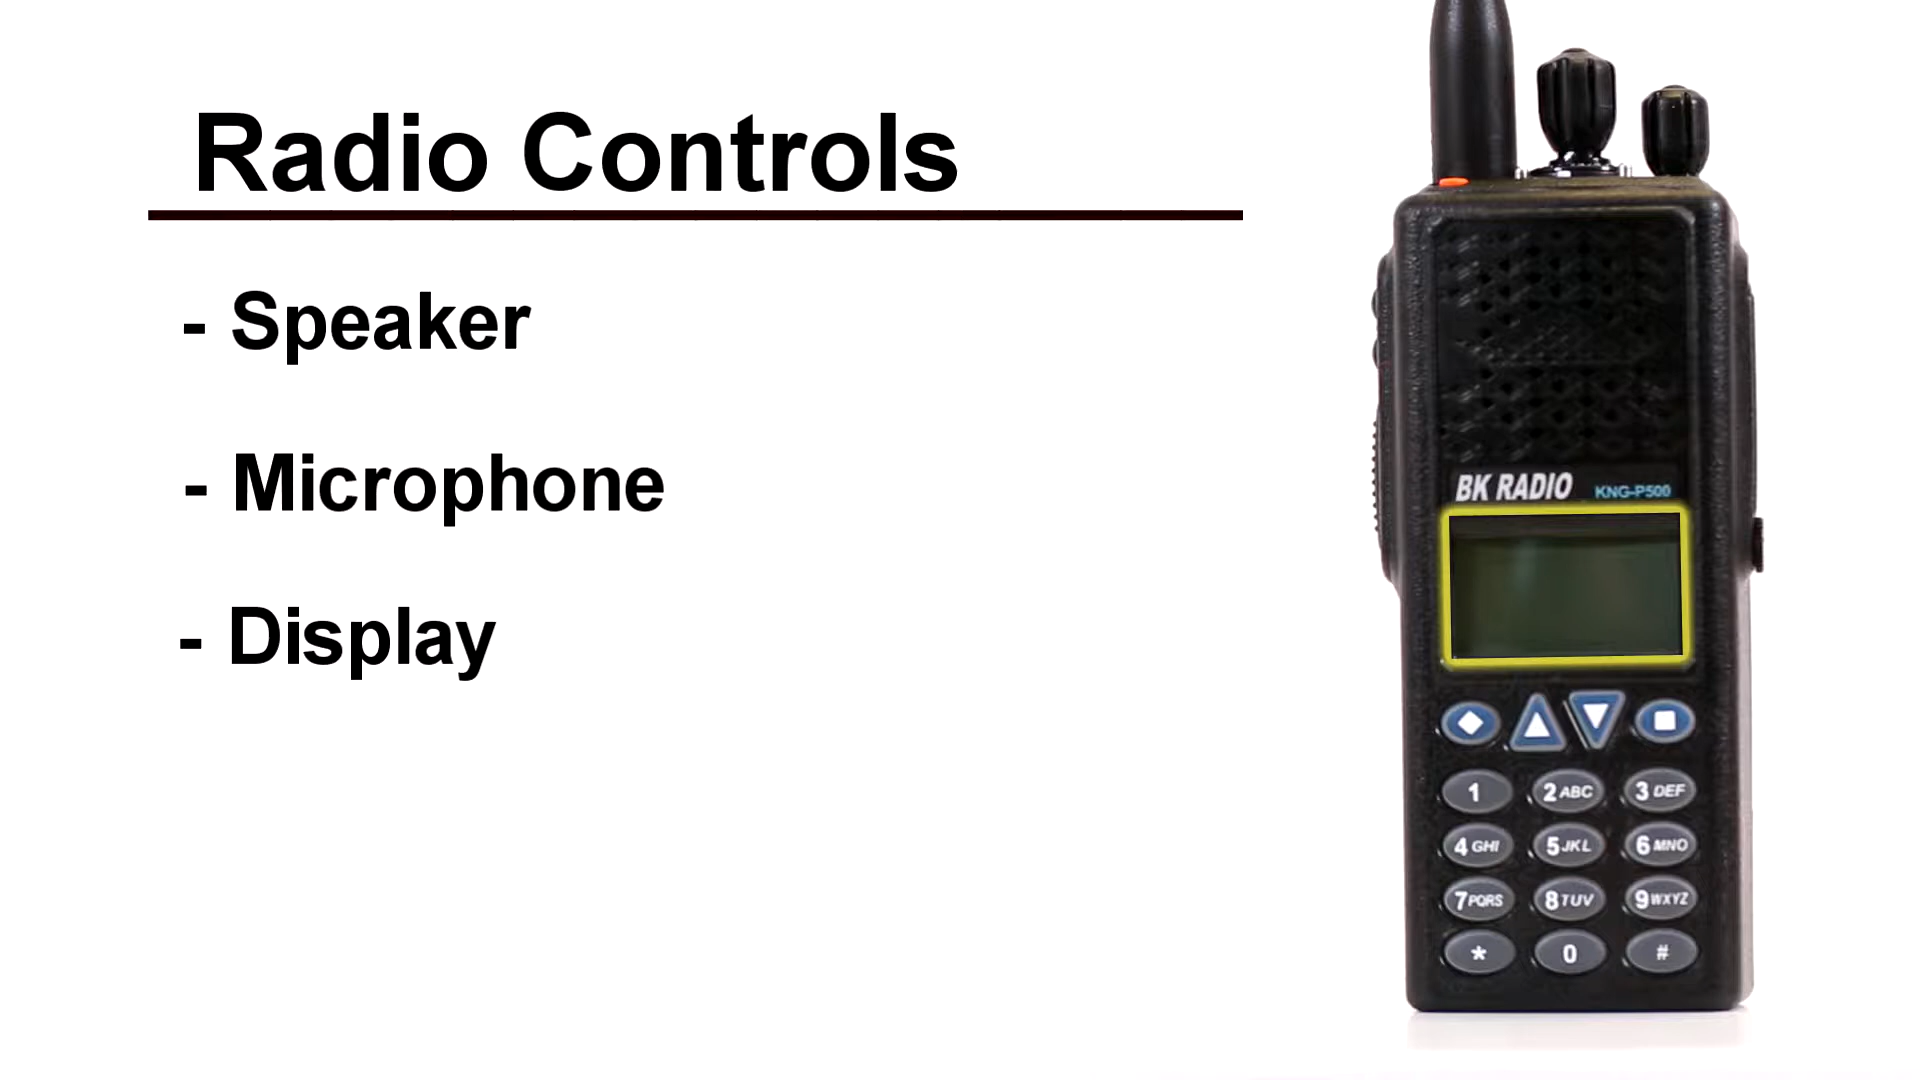 Radio Controls
- Speaker
- Microphone
- Display
BK RADIO KNG-P500
1 2 ABC 3 DEF
4 GHI 5 JKL 6 MNO
7 PQRS 8 TUV 9 WXYZ
* 0 #